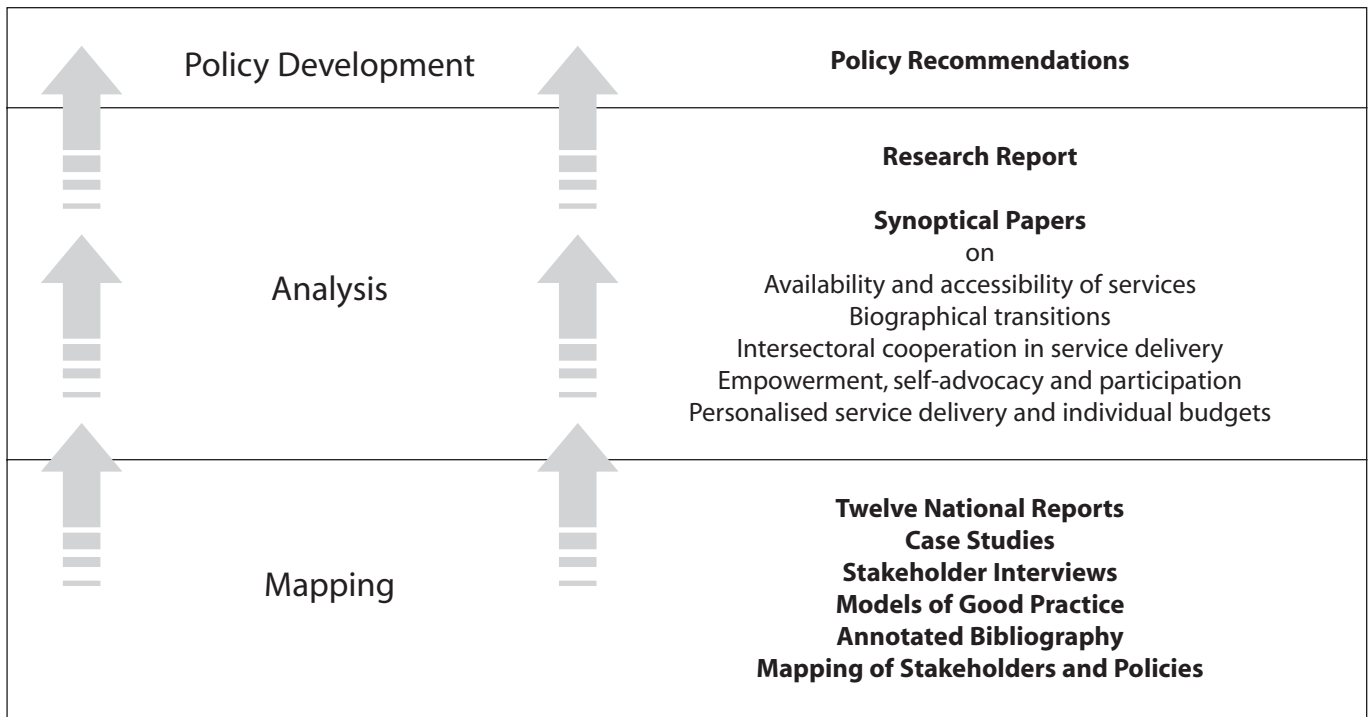 Policy Development
Policy Recommendations
Analysis
Research Report
Synoptical Papers
on
Availability and accessibility of services
Biographical transitions
Intersectoral cooperation in service delivery
Empowerment, self-advocacy and participation
Personalised service delivery and individual budgets
Mapping
Twelve National Reports
Case Studies
Stakeholder Interviews
Models of Good Practice
Annotated Bibliography
Mapping of Stakeholders and Policies